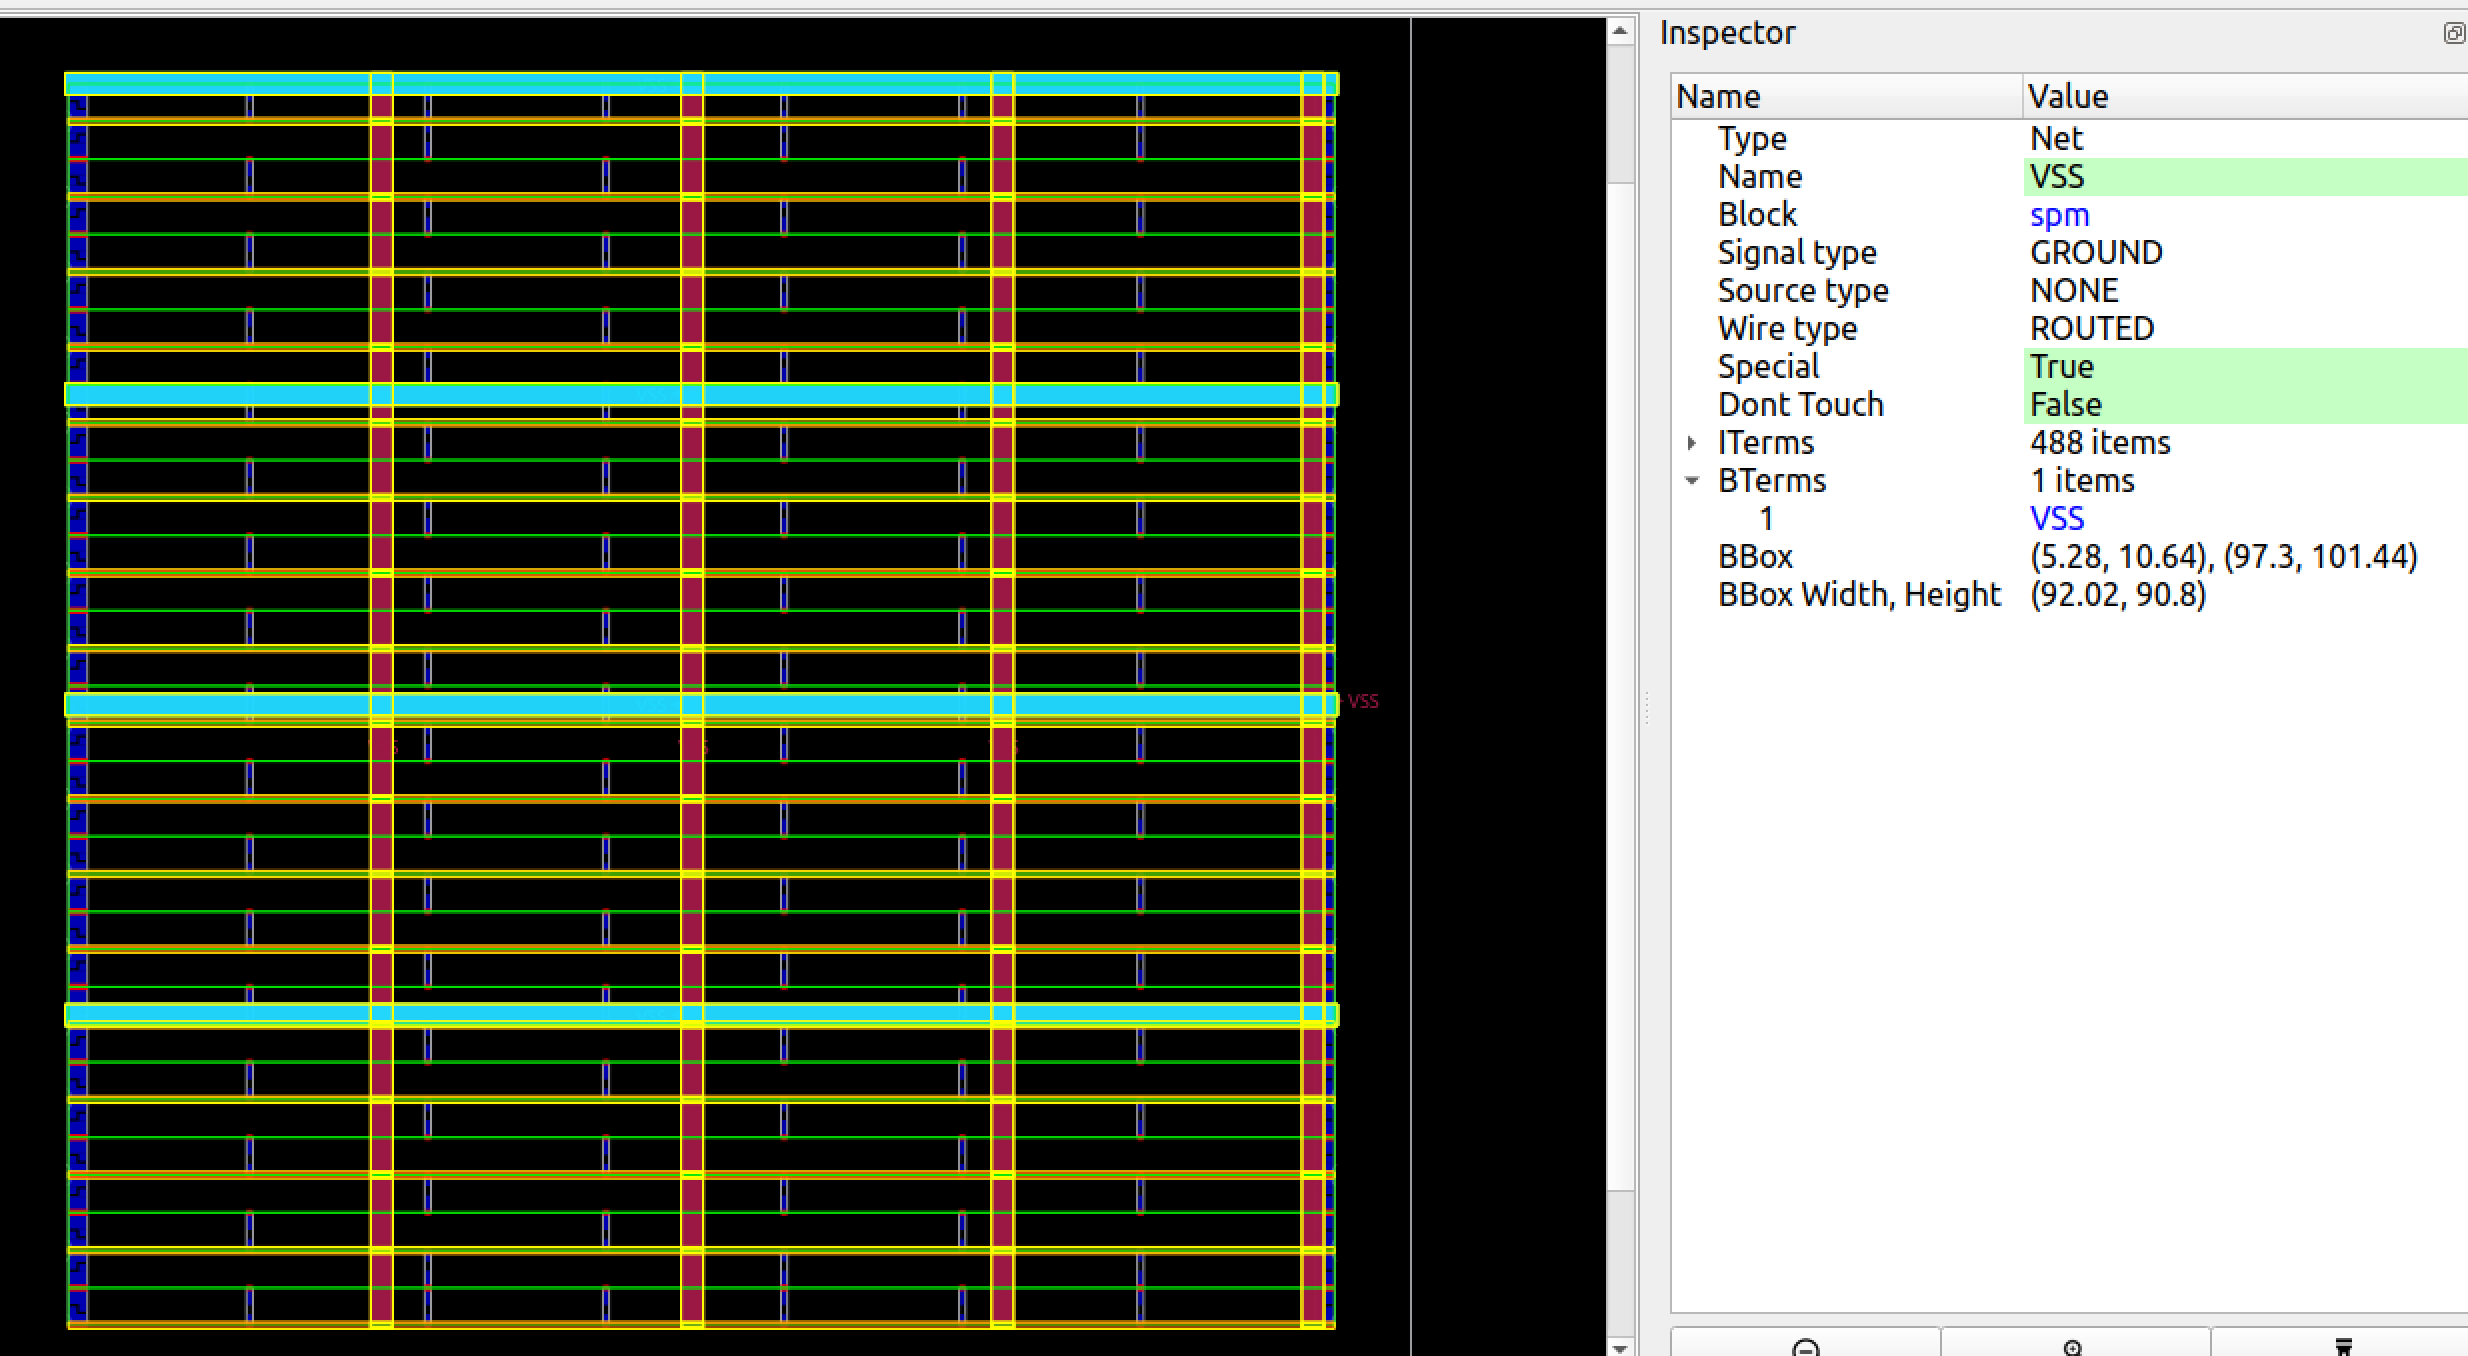 Inspector
Name Value
Type Net
Name VSS
Block spm
Signal type GROUND
Source type NONE
Wire type ROUTED
Special True
Dont Touch False
ITerms 488 items
BTerms 1 items
1 VSS
BBox (5.28, 10.64), (97.3, 101.44)
BBox Width, Height (92.02, 90.8)
VSS